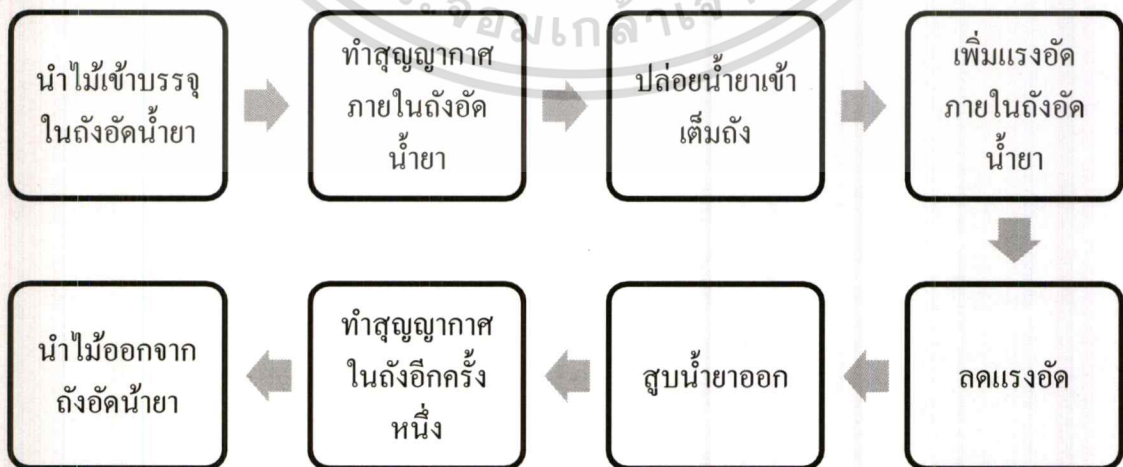 นำไม้เข้าบรรจุ
ในถังอัดน้ำยา
ทำสุญญากาศ
ภายในถังอัด
น้ำยา
ปล่อยน้ำยาเข้า
เต็มถัง
เพิ่มแรงอัด
ภายในถังอัด
น้ำยา
ลดแรงอัด
สูบน้ำยาออก
ทำสุญญากาศ
ในถังอีกครั้ง
หนึ่ง
นำไม้ออกจาก
ถังอัดน้ำยา